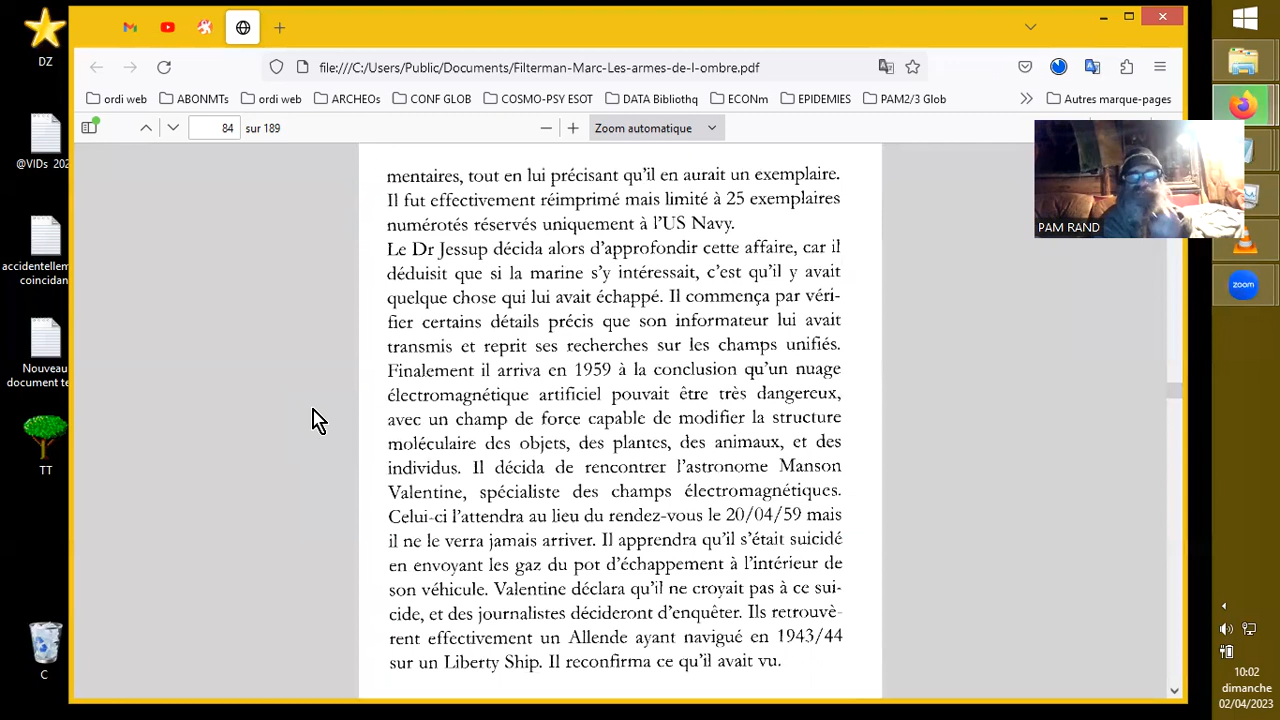 DZ
@VIDs 202
accidentellem
coincidan
Nouveau
document te
TT
C
file:///C:/Users/Public/Documents/Filterman-Marc-Les-armes-de-l-ombre.pdf
ordi web
ABONMTs
ordi web
ARCHEOs
CONF GLOB
COSMO-PSY ESOT
DATA Bibliothq
ECONm
EPIDEMIES
PAM2/3 Glob
Autres marque-pages
84 sur 189
Zoom automatique
mentaires, tout en lui précisant qu'il en aurait un exemplaire.
Il fut effectivement réimprimé mais limité à 25 exemplaires
numérotés réservés uniquement à l'US Navy.
Le Dr Jessup décida alors d'approfondir cette affaire, car il
déduisit que si la marine s'y intéressait, c'est qu'il y avait
quelque chose qui lui avait échappé. Il commença par véri-
fier certains détails précis que son informateur lui avait
transmis et reprit ses recherches sur les champs unifiés.
Finalement il arriva en 1959 à la conclusion qu'un nuage
électromagnétique artificiel pouvait être très dangereux,
avec un champ de force capable de modifier la structure
moléculaire des objets, des plantes, des animaux, et des
individus. Il décida de rencontrer l'astronome Manson
Valentine, spécialiste des champs électromagnétiques.
Celui-ci l'attendra au lieu du rendez-vous le 20/04/59 mais
il ne le verra jamais arriver. Il apprendra qu'il s'était suicidé
en envoyant les gaz du pot d'échappement à l'intérieur de
son véhicule. Valentine déclara qu'il ne croyait pas à ce sui-
cide, et des journalistes décideront d'enquêter. Ils retrouvè-
rent effectivement un Allende ayant navigué en 1943/44
sur un Liberty Ship. Il reconfirma ce qu'il avait vu.
PAM RAND
zoom
10:02
dimanche
02/04/2023